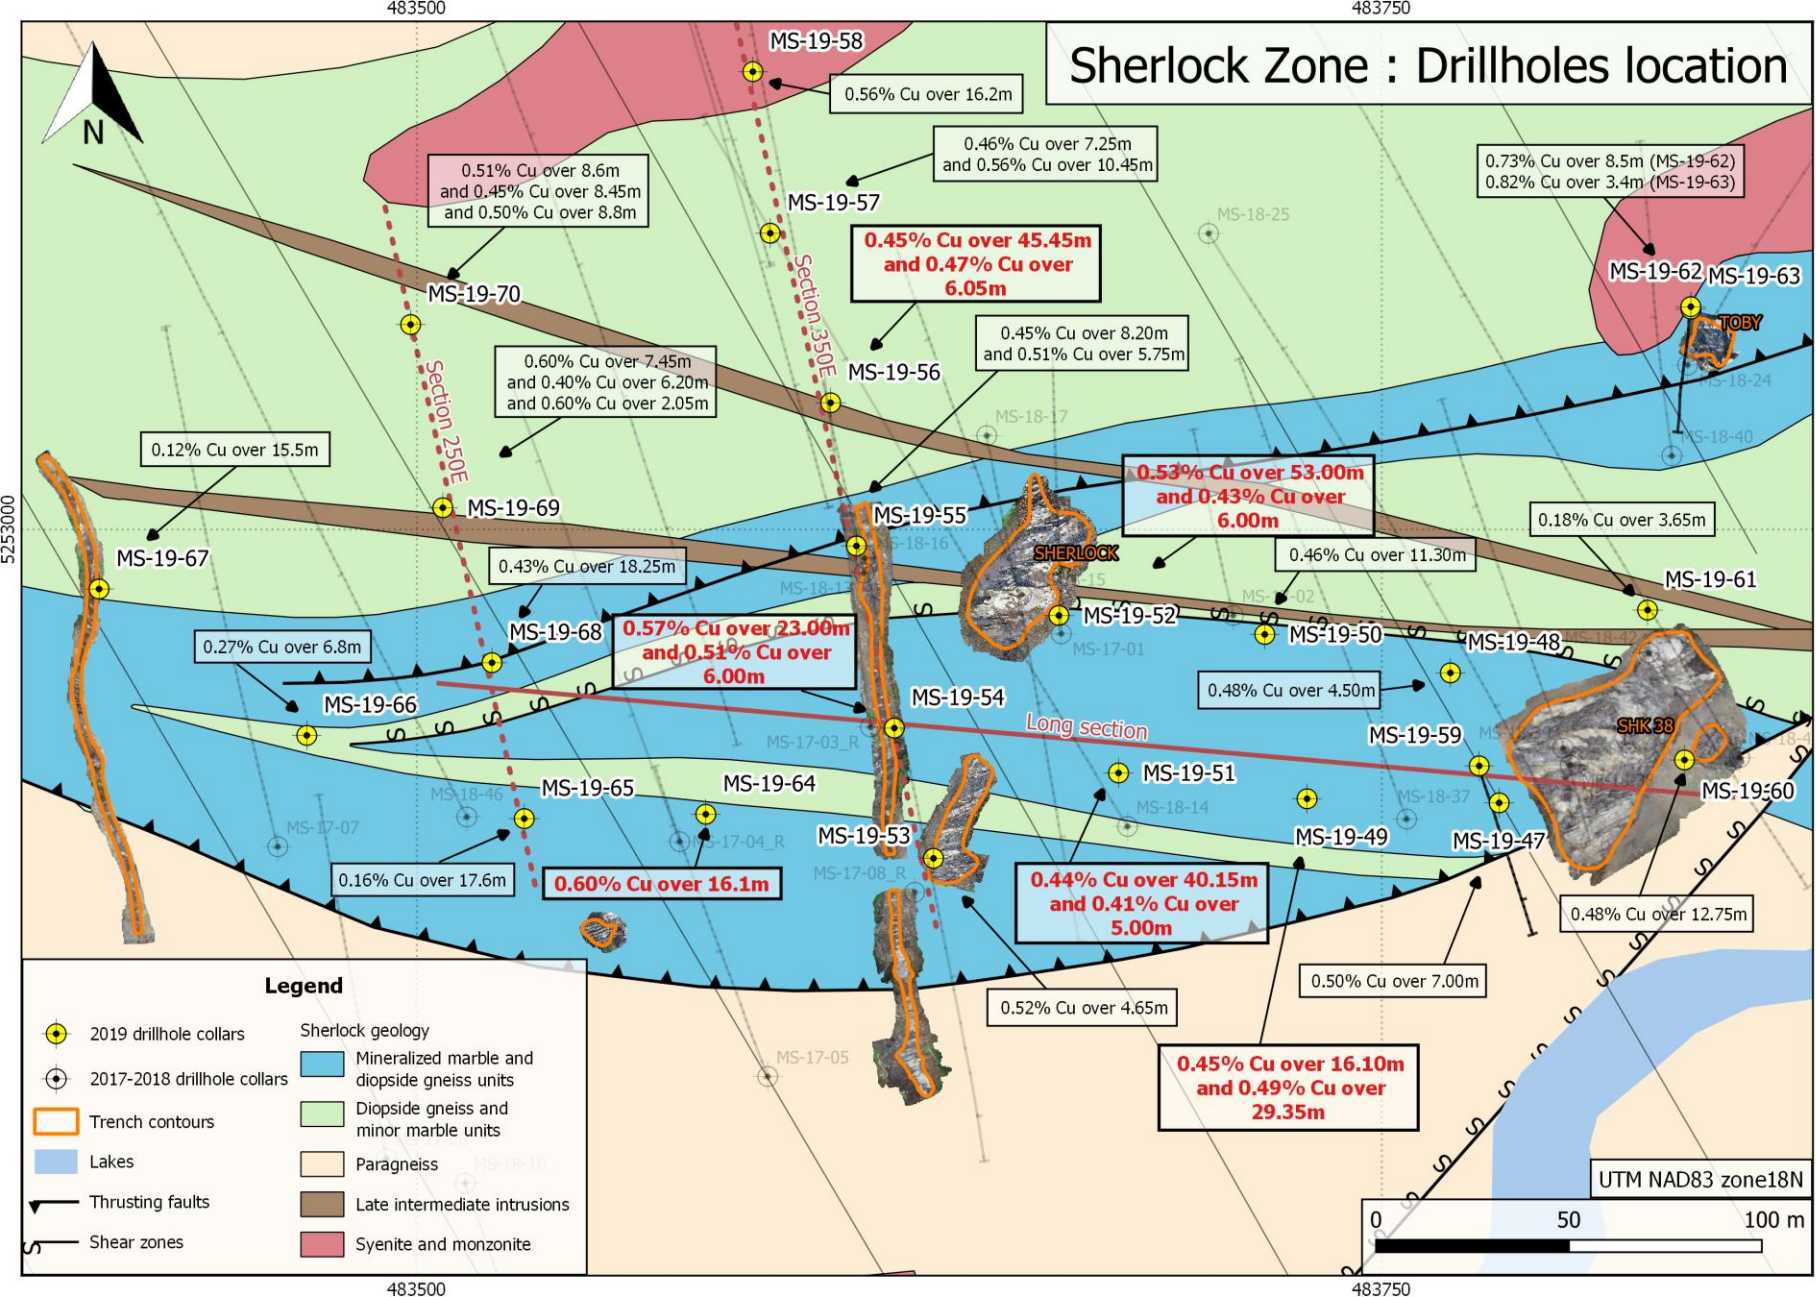 483500
483750
Sherlock Zone : Drillholes location
N
MS-19-58
0.56% Cu over 16.2m
0.46% Cu over 7.25m
and 0.56% Cu over 10.45m
0.51% Cu over 8.6m
and 0.45% Cu over 8.45m
and 0.50% Cu over 8.8m
0.73% Cu over 8.5m (MS-19-62)
0.82% Cu over 3.4m (MS-19-63)
MS-19-57
MS-18-25
0.45% Cu over 45.45m
and 0.47% Cu over
6.05m
MS-19-62
MS-19-63
TOBY
MS-18-24
MS-19-70
Section 350E
0.45% Cu over 8.20m
and 0.51% Cu over 5.75m
0.60% Cu over 7.45m
and 0.40% Cu over 6.20m
and 0.60% Cu over 2.05m
MS-19-56
Section 250E
MS-18-17
MS-18-40
0.12% Cu over 15.5m
0.53% Cu over 53.00m
and 0.43% Cu over
6.00m
MS-19-69
MS-19-55
MS-18-16
0.18% Cu over 3.65m
5253000
MS-19-67
0.43% Cu over 18.25m
SHERLOCK
0.46% Cu over 11.30m
MS-19-61
MS-19-52
MS-17-01
MS-19-50
MS-19-48
MS-18-42
MS-19-68
0.57% Cu over 23.00m
and 0.51% Cu over
6.00m
0.27% Cu over 6.8m
0.48% Cu over 4.50m
MS-19-66
MS-19-54
Long section
MS-17-03_R
MS-19-59
SHK 38
MS-19-51
MS-19-60
MS-19-65
MS-19-64
MS-18-46
MS-18-14
MS-18-37
MS-17-07
MS-17-04_R
MS-19-53
MS-19-49
MS-19-47
MS-17-08_R
0.16% Cu over 17.6m
0.60% Cu over 16.1m
0.44% Cu over 40.15m
and 0.41% Cu over
5.00m
0.48% Cu over 12.75m
0.50% Cu over 7.00m
0.52% Cu over 4.65m
MS-17-05
0.45% Cu over 16.10m
and 0.49% Cu over
29.35m
Legend
2019 drillhole collars
2017-2018 drillhole collars
Trench contours
Lakes
Thrusting faults
Shear zones
Sherlock geology
Mineralized marble and
diopside gneiss units
Diopside gneiss and
minor marble units
Paragneiss
Late intermediate intrusions
Syenite and monzonite
UTM NAD83 zone18N
0 50 100 m
483500
483750